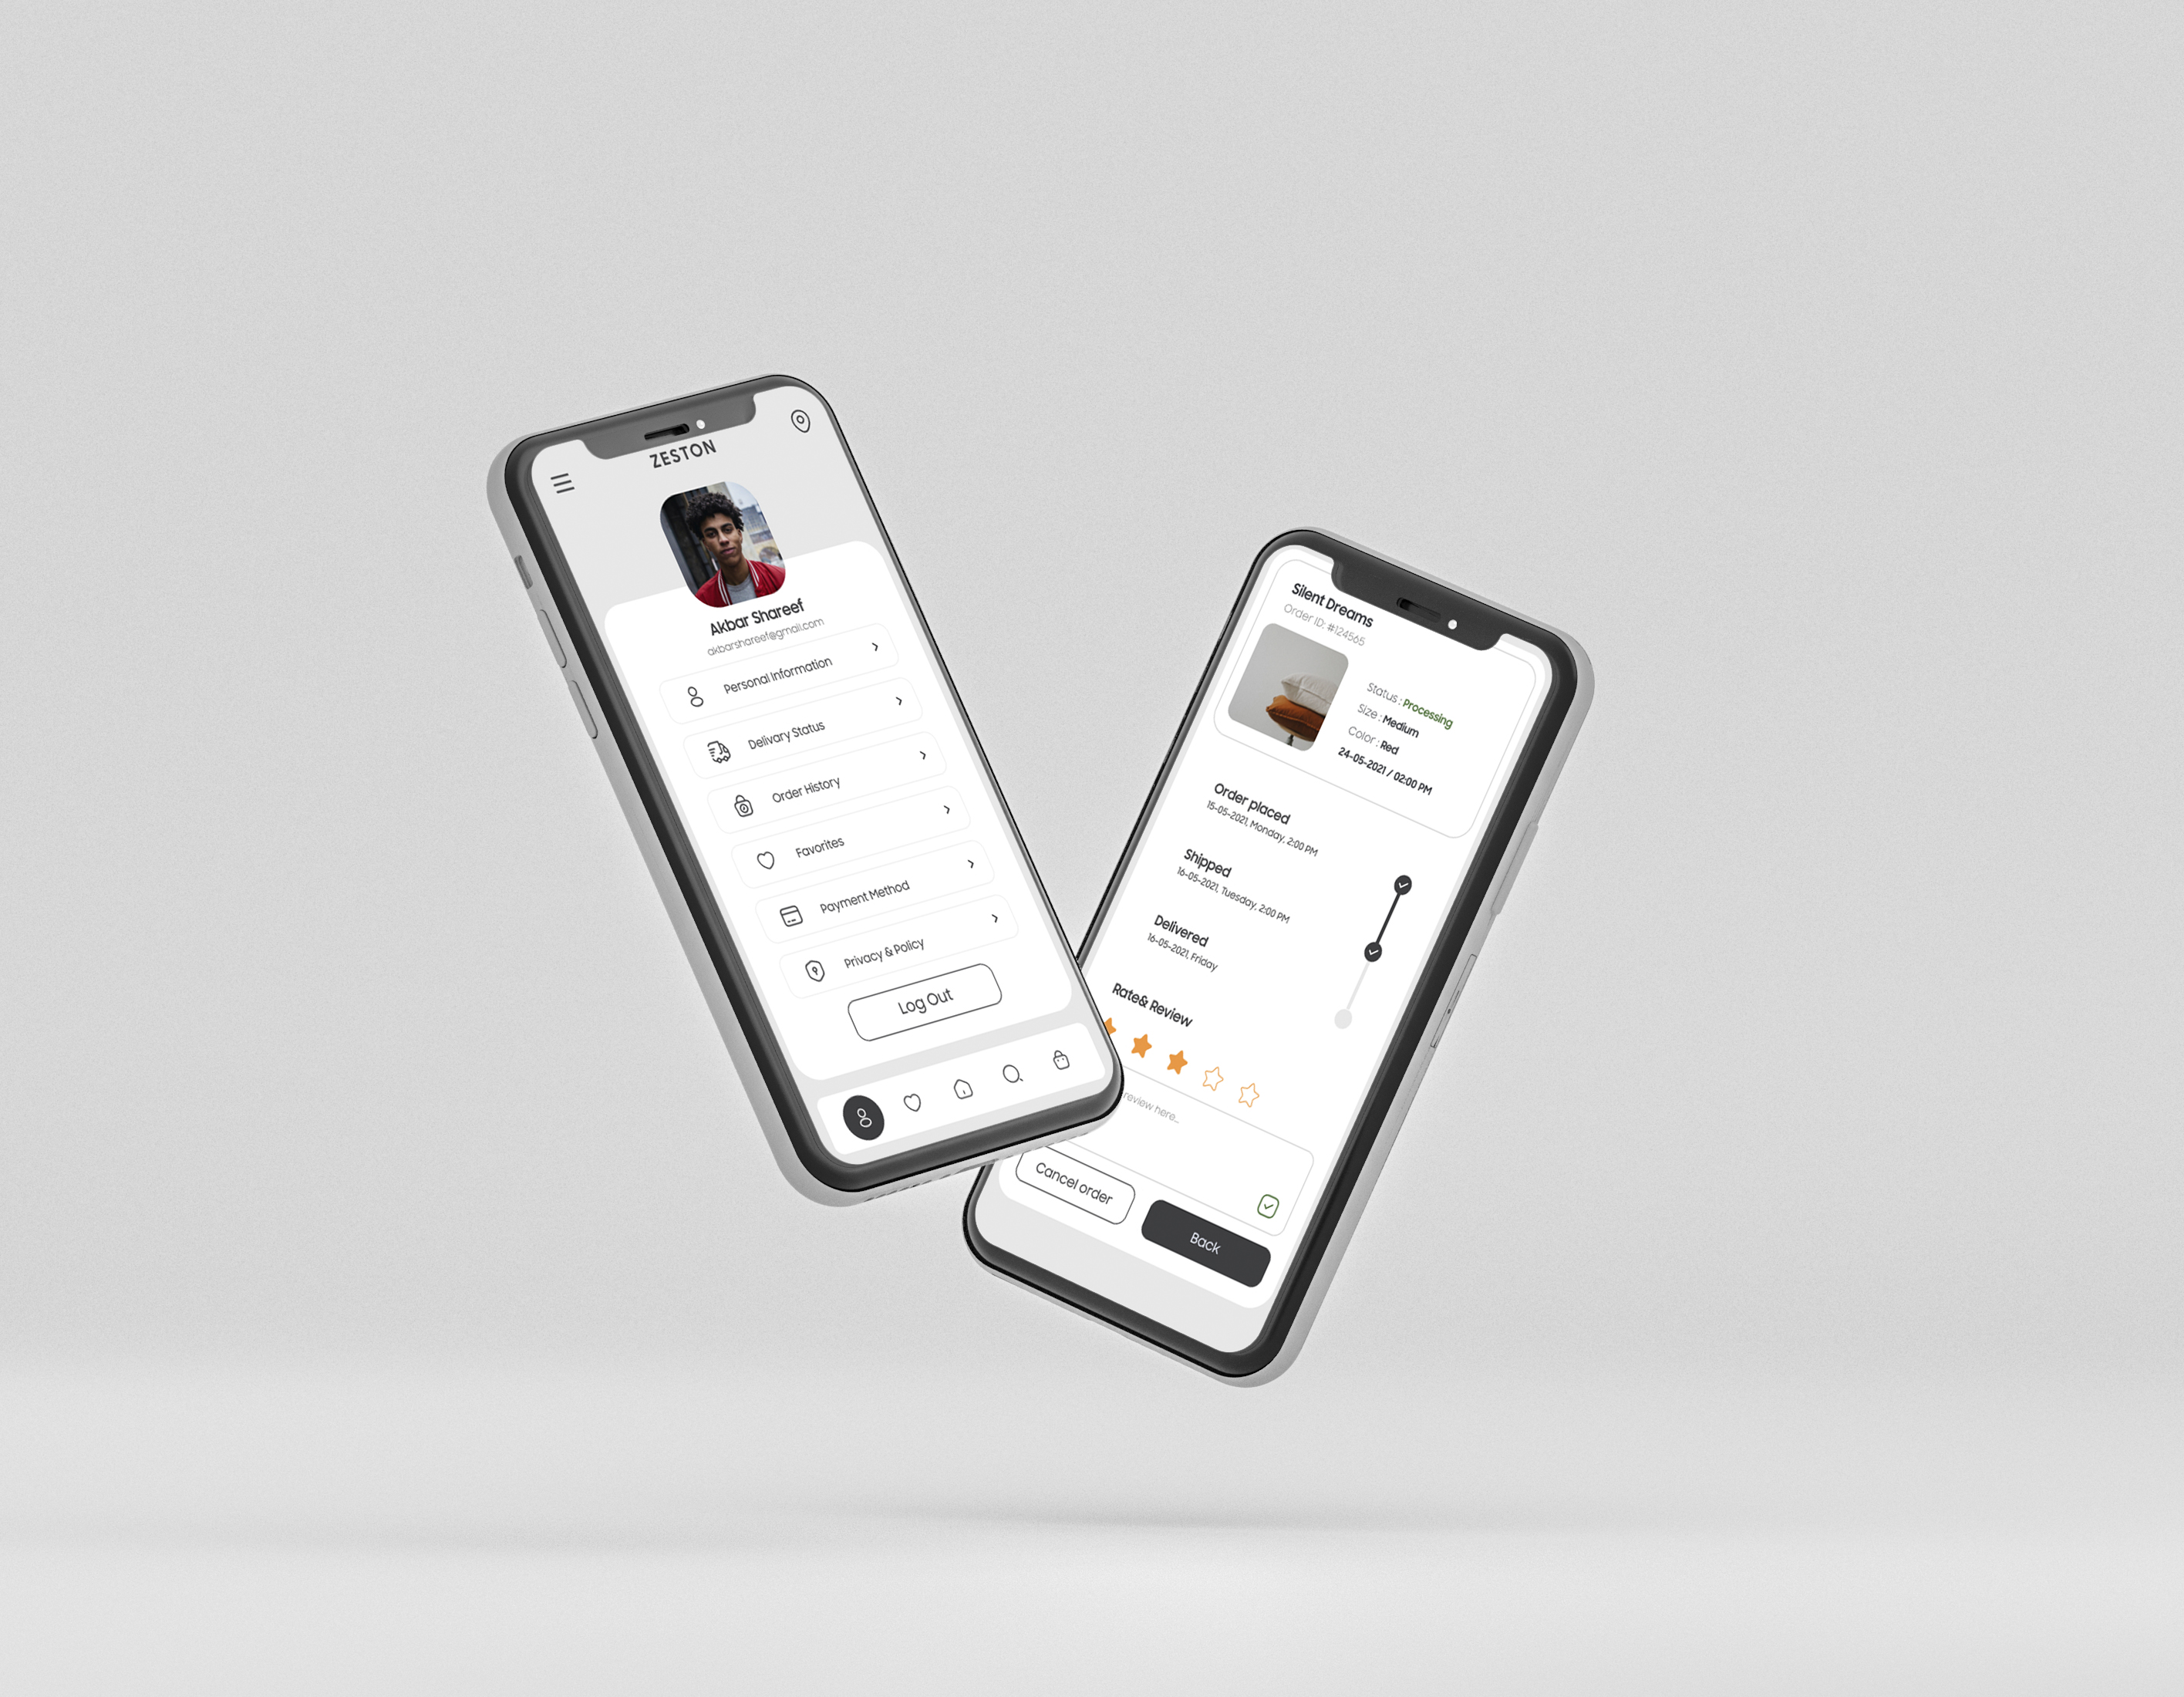 ZESTON
Akbar Shareef
akbarshareef@gmail.com
Personal Information
Delivary Status
Order History
Favorites
Payment Method
Privacy & Policy
Log Out
Silent Dreams
Order ID: #124565
Status : Processing
Size : Medium
Color : Red
24-05-2021 / 02:00 PM
Order placed
15-05-2021, Monday, 2:00 PM
Shipped
16-05-2021, Tuesday, 2:00 PM
Delivered
16-05-2021, Friday
Rate& Review
review here...
Cancel order
Back